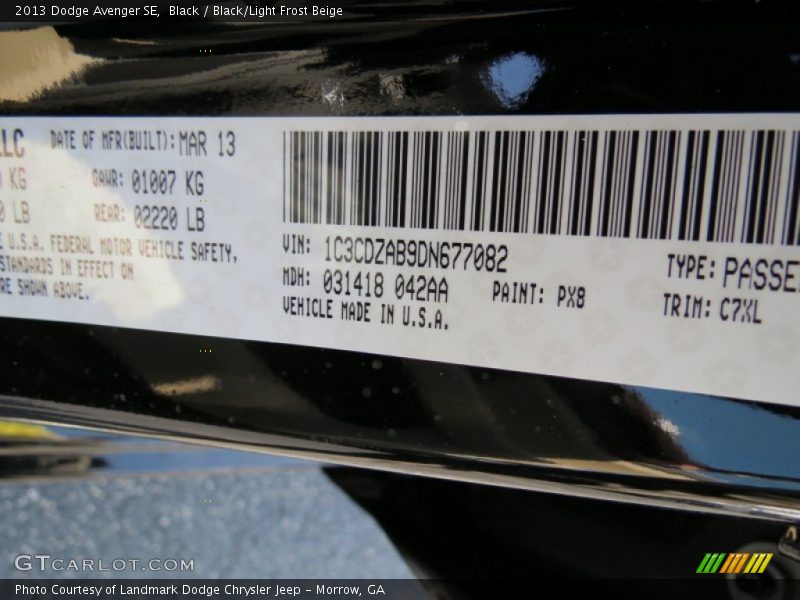 2013 Dodge Avenger SE, Black / Black/Light Frost Beige
LLC DATE OF MFR(BUILT): MAR 13
KG GAWR: 01007 KG
LB REAR: 02220 LB
U.S.A. FEDERAL MOTOR VEHICLE SAFETY,
STANDARDS IN EFFECT ON
RE SHOWN ABOVE.
VIN: 1C3CDZAB9DN677082
MDH: 031418 042AA
VEHICLE MADE IN U.S.A.
PAINT: PX8
TYPE: PASSE
TRIM: C7XL
GTCARLOT.COM
Photo Courtesy of Landmark Dodge Chrysler Jeep – Morrow, GA